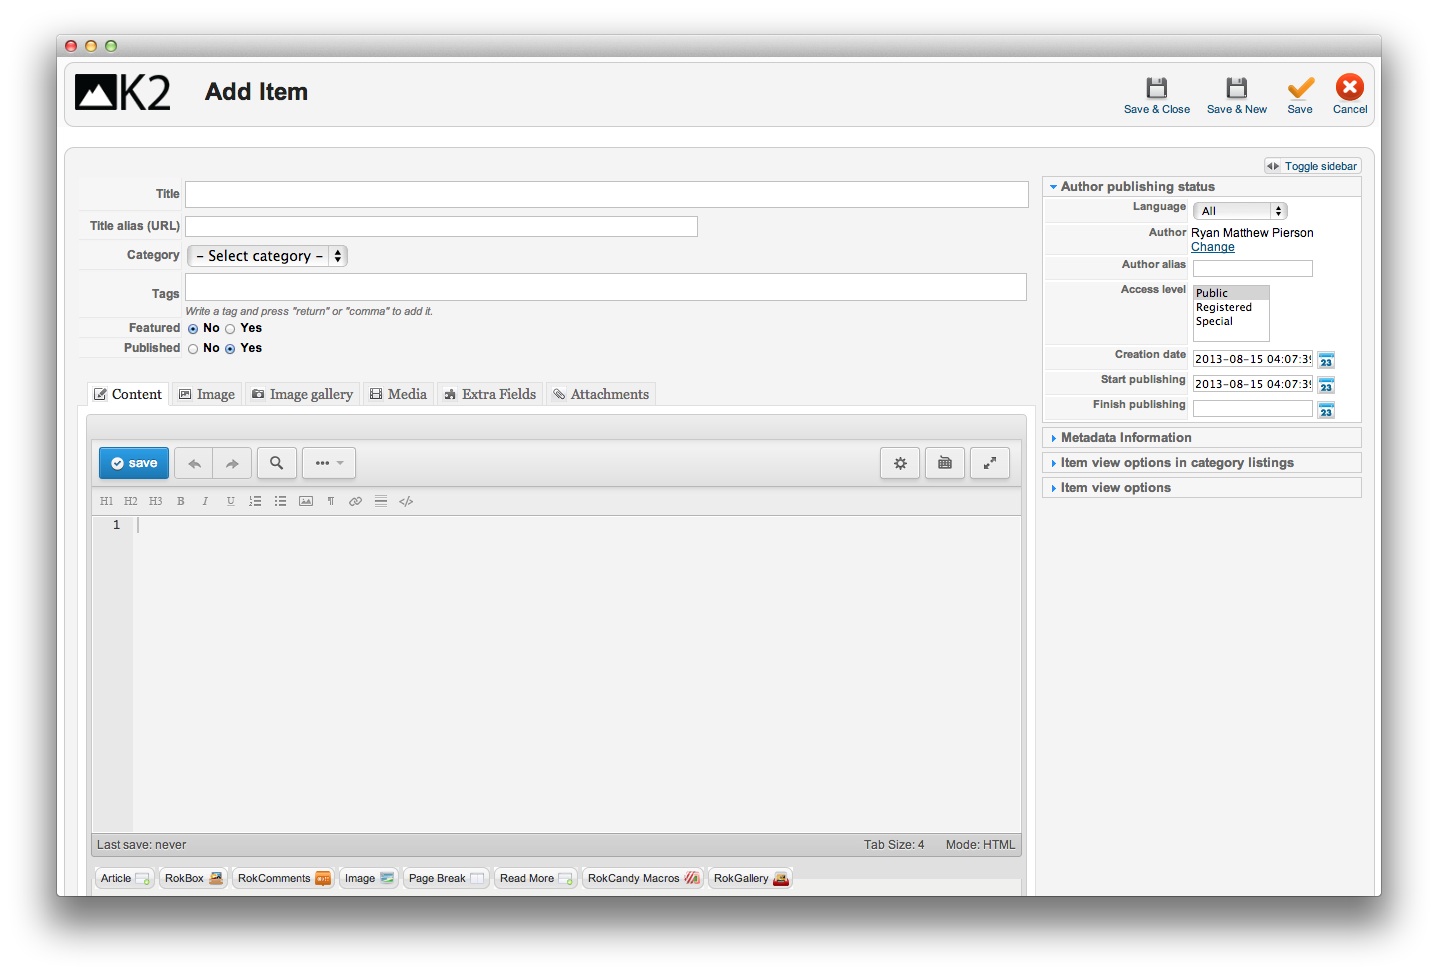 K2 Add Item
Save & Close Save & New Save Cancel
Toggle sidebar
Title
Title alias (URL)
Category – Select category –
Tags
Write a tag and press "return" or "comma" to add it.
Featured No Yes
Published No Yes
Content Image Image gallery Media Extra Fields Attachments
save •••
H1 H2 H3 B I U ¶ </>
1
Last save: never Tab Size: 4 Mode: HTML
Article RokBox RokComments Image Page Break Read More RokCandy Macros RokGallery
Author publishing status
Language All
Author Ryan Matthew Pierson
Change
Author alias
Access level Public
Registered
Special
Creation date 2013-08-15 04:07:39 23
Start publishing 2013-08-15 04:07:39 23
Finish publishing 23
Metadata Information
Item view options in category listings
Item view options